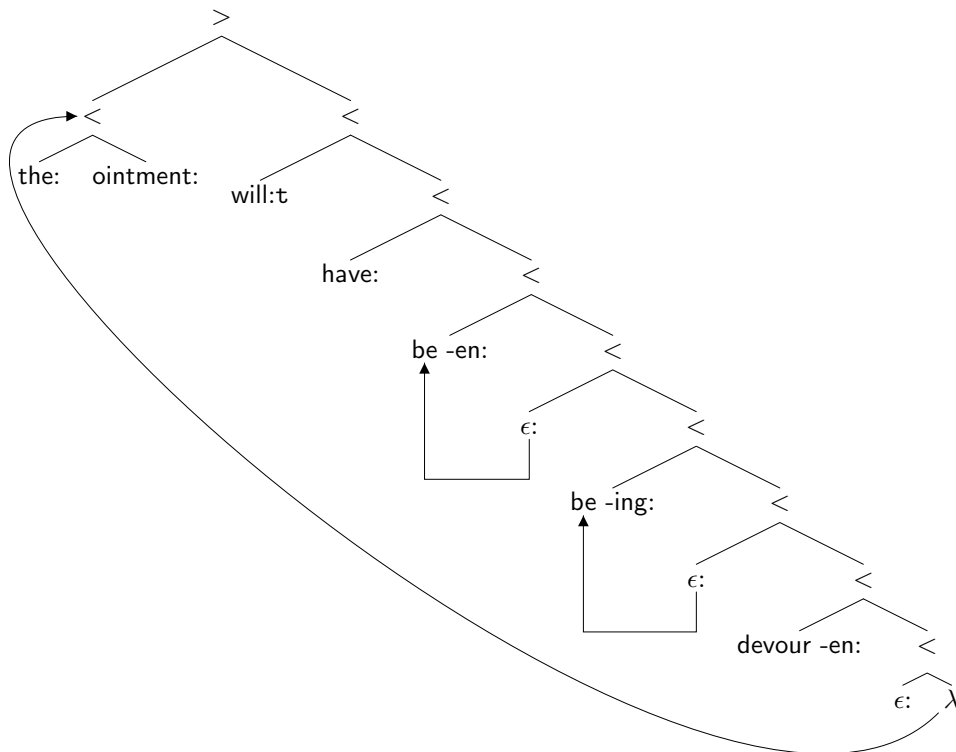 >
< <
the: ointment: will:t
<
have: <
be -en: <
ϵ: <
be -ing: <
ϵ: <
devour -en: <
ϵ: λ